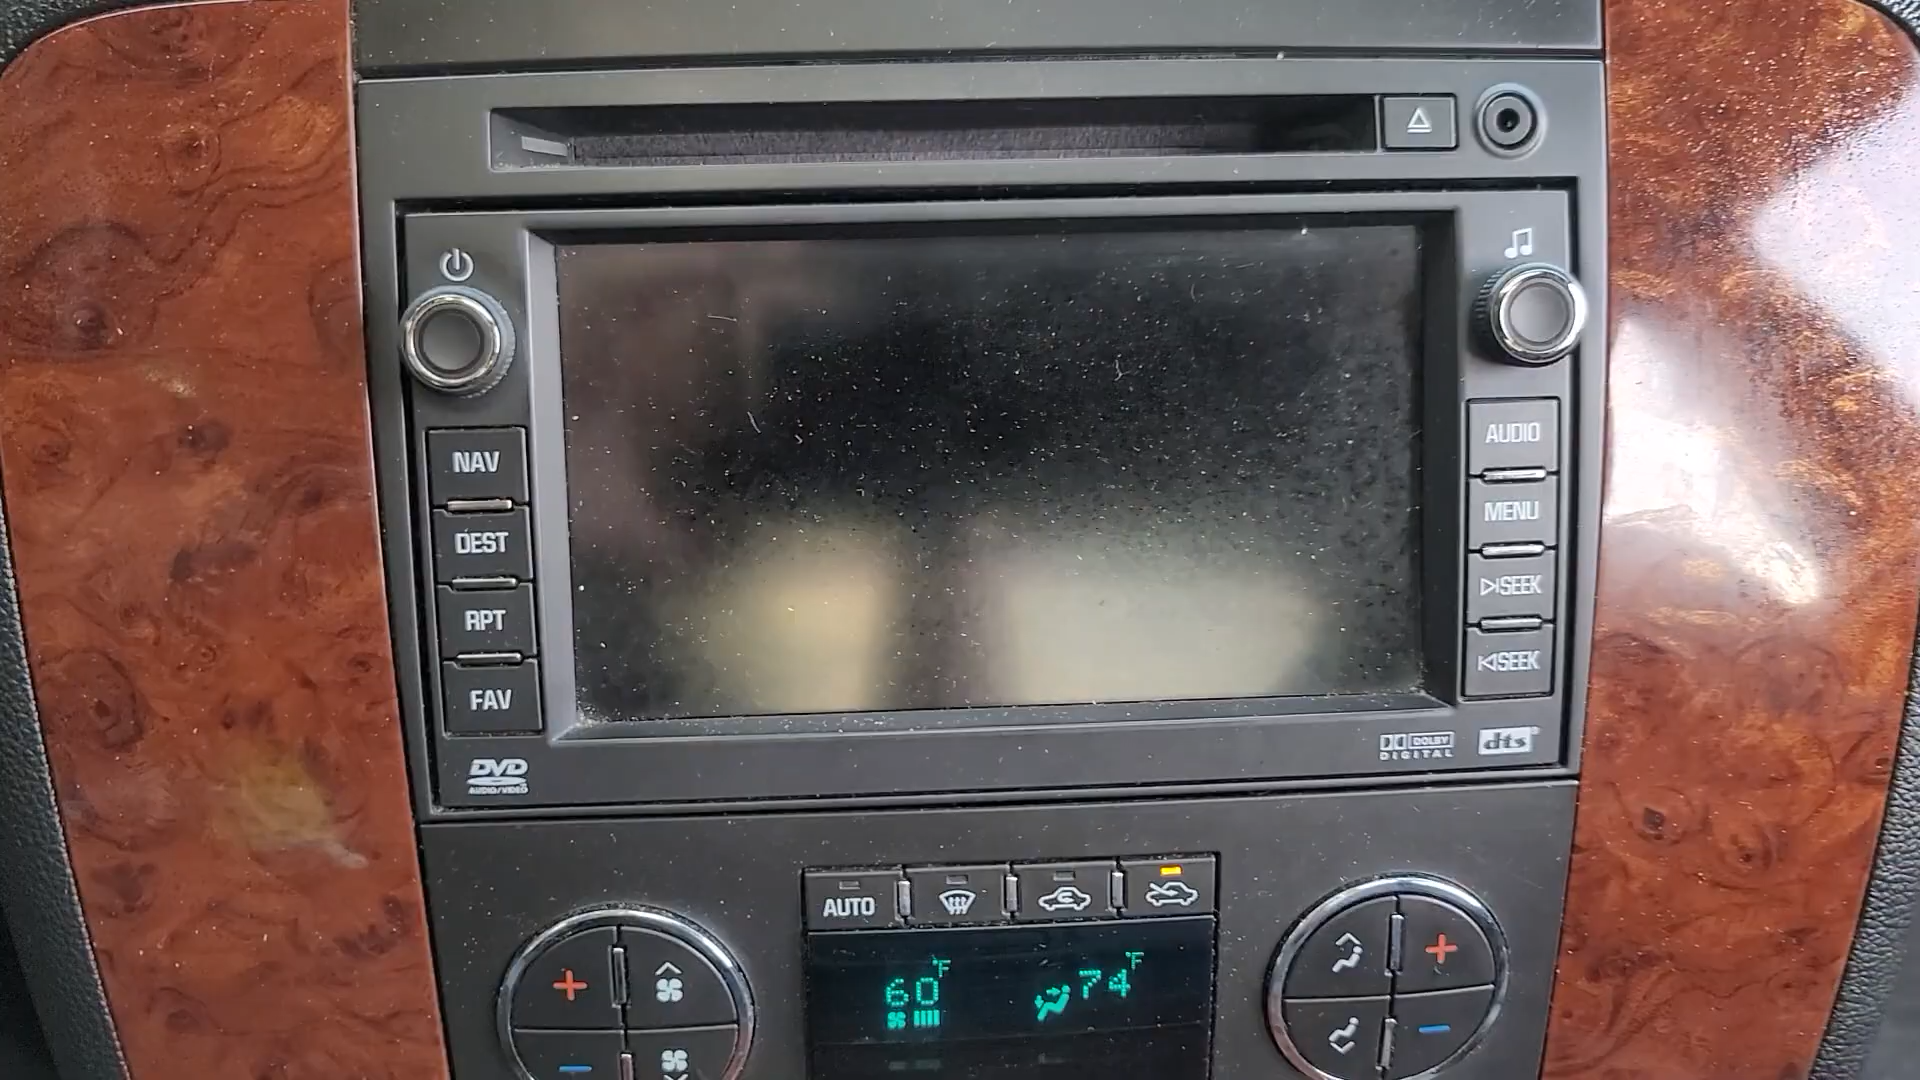 NAV
DEST
RPT
FAV
AUDIO
MENU
SEEK
SEEK
DVD
AUDIO/VIDEO
DOLBY
DIGITAL
dts®
AUTO
60°F
74°F